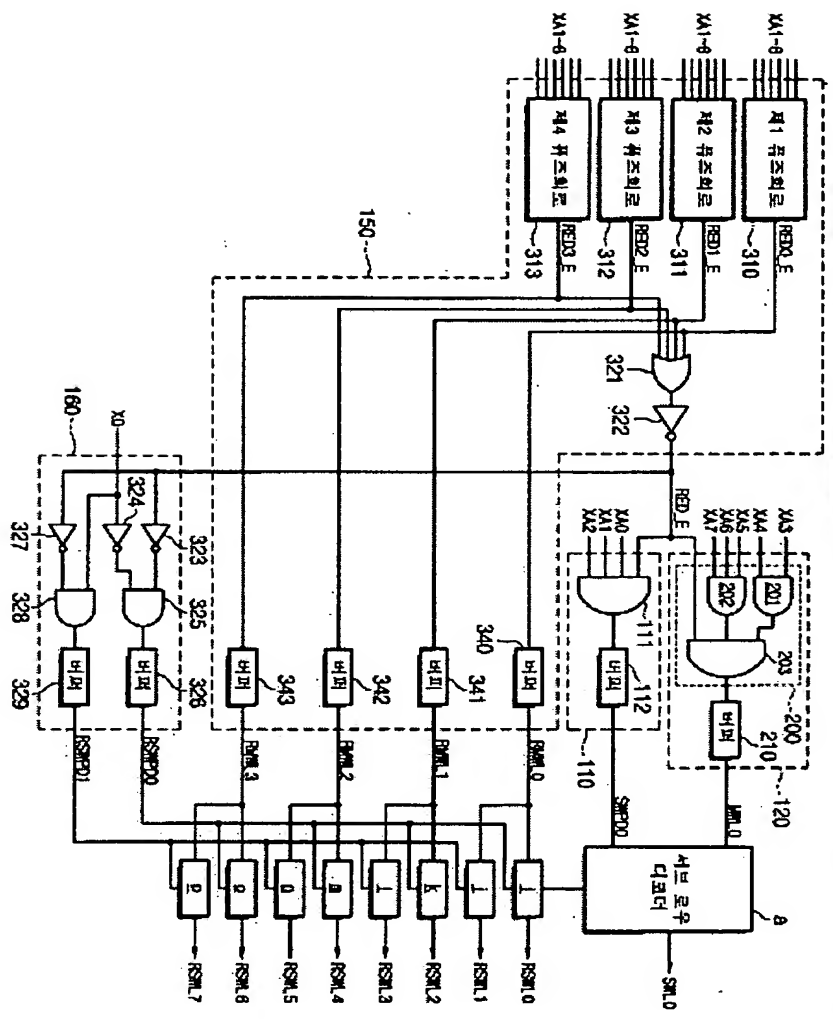 XA3
XA4
XA5
XA6
XA7
201
202
203
200
버퍼
210
120
MWL0
a
서브 로우
디코더
SWL0
RED_E
XA0
XA1
XA2
111
버퍼
112
110
SWPD0
XA1-6
제1 퓨즈회로
310
RED0_E
XA1-6
제2 퓨즈회로
311
RED1_E
XA1-6
제3 퓨즈회로
312
RED2_E
XA1-6
제4 퓨즈회로
313
RED3_E
321
322
150
340
버퍼
RMWL0
i
RSWL0
j
RSWL1
버퍼
341
RMWL1
k
RSWL2
l
RSWL3
버퍼
342
RMWL2
m
RSWL4
n
RSWL5
버퍼
343
RMWL3
o
RSWL6
p
RSWL7
160
X0
323
324
325
버퍼
326
RSWPD0
327
328
버퍼
329
RSWPD1